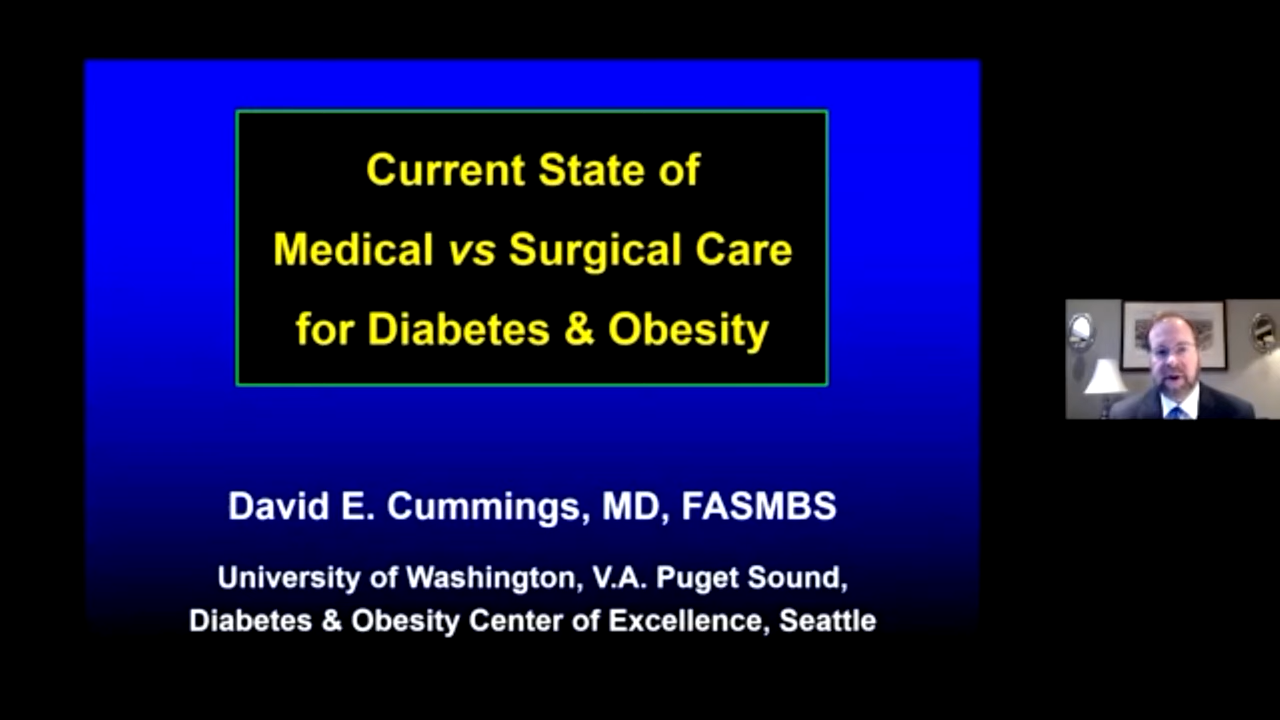 Current State of
Medical vs Surgical Care
for Diabetes & Obesity
David E. Cummings, MD, FASMBS
University of Washington, V.A. Puget Sound,
Diabetes & Obesity Center of Excellence, Seattle